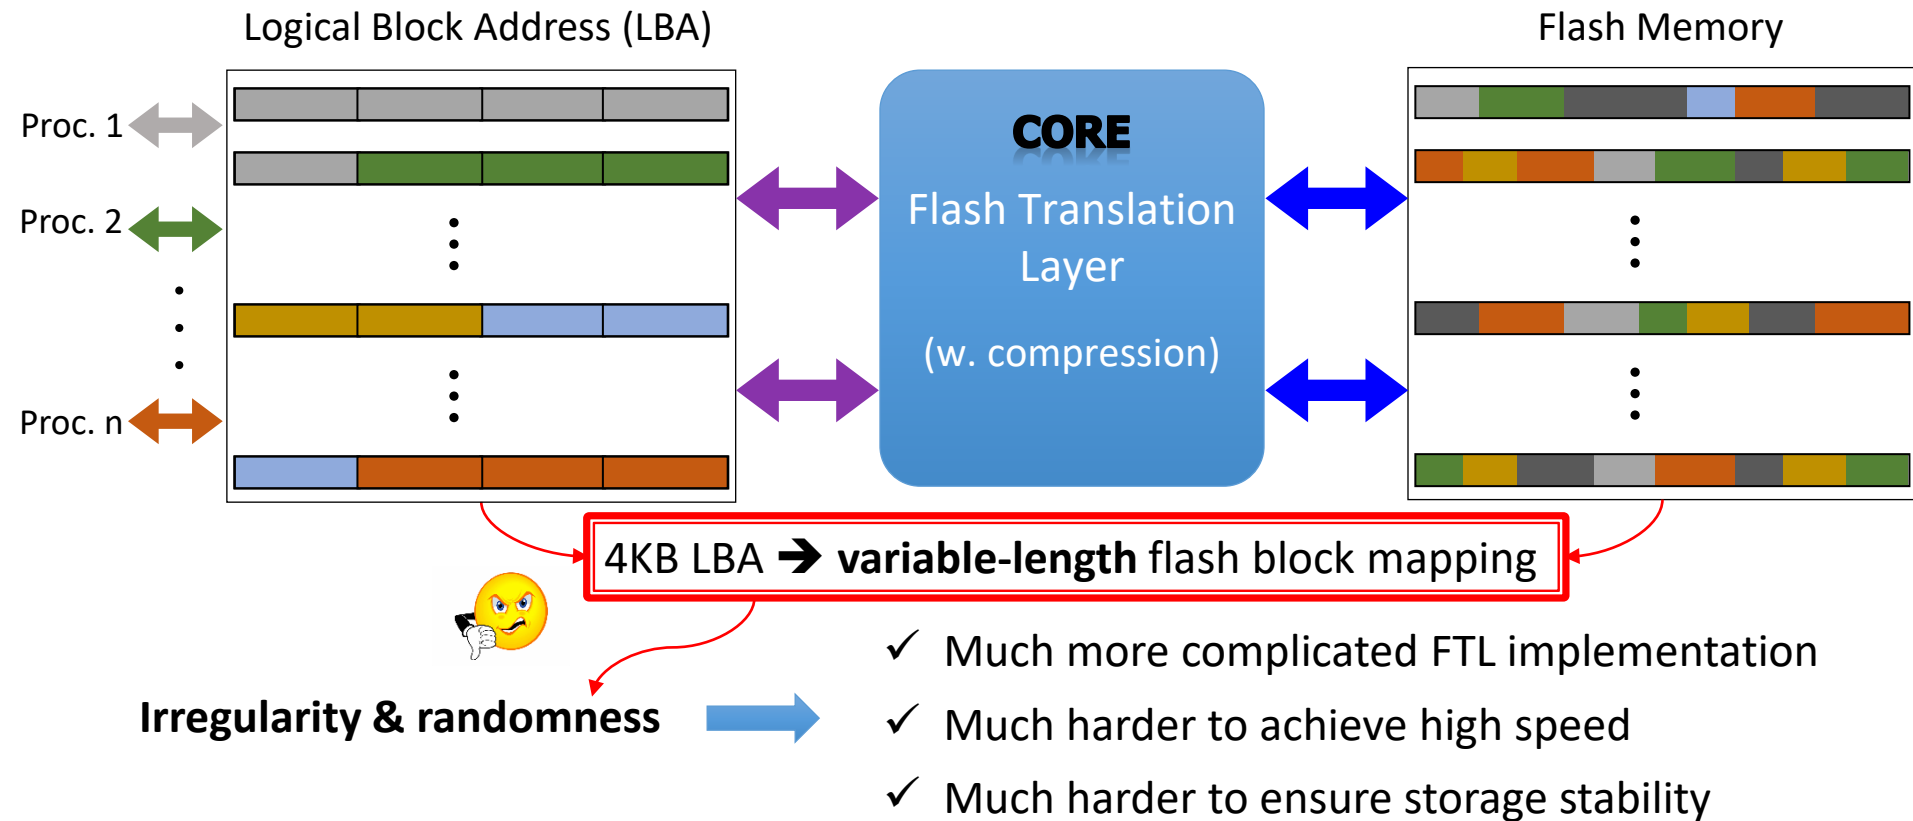 Logical Block Address (LBA)
Flash Memory
Proc. 1
Proc. 2
Proc. n
CORE
Flash Translation
Layer
(w. compression)
4KB LBA ➔ variable-length flash block mapping
Irregularity & randomness
✓ Much more complicated FTL implementation
✓ Much harder to achieve high speed
✓ Much harder to ensure storage stability